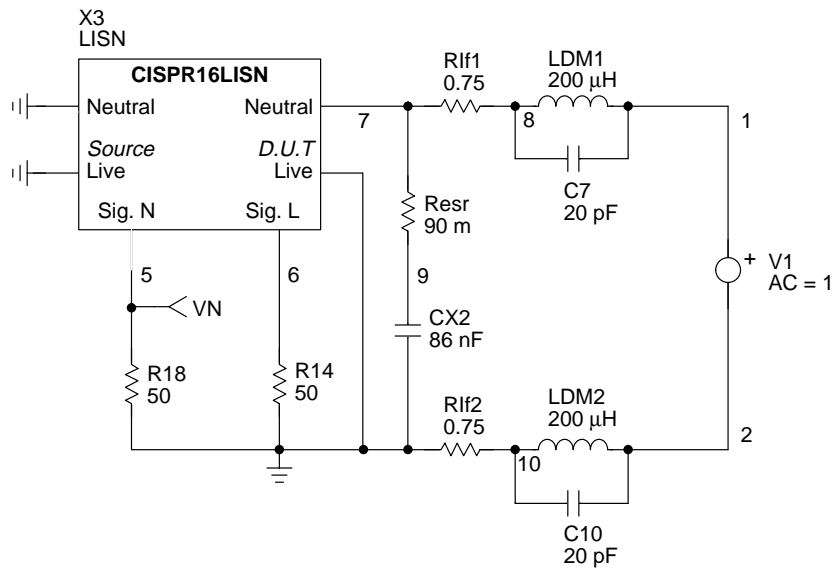 X3
LISN
CISPR16LISN
Neutral
Neutral
Source
D.U.T
Live
Live
Sig. N
Sig. L
7
RIf1
0.75
LDM1
200 µH
8
1
C7
20 pF
Resr
90 m
9
CX2
86 nF
V1
AC = 1
+
5
6
VN
R18
50
R14
50
RIf2
0.75
LDM2
200 µH
10
2
C10
20 pF